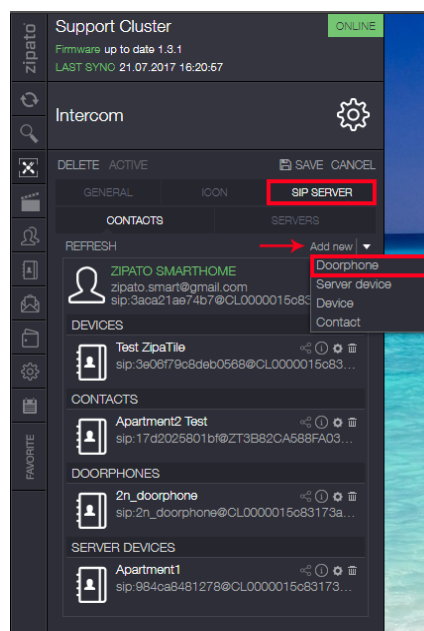 zipato
Support Cluster
ONLINE
Firmware up to date 1.3.1
LAST SYNC 21.07.2017 16:20:57
Intercom
DELETE ACTIVE SAVE CANCEL
GENERAL ICON SIP SERVER
CONTACTS SERVERS
REFRESH Add new
Doorphone
Server device
Device
Contact
ZIPATO SMARTHOME
zipato.smart@gmail.com
sip:3aca21ae74b7@CL0000015c83
DEVICES
Test ZipaTile
sip:3e06f79c8deb0568@CL0000015c83...
CONTACTS
Apartment2 Test
sip:17d2025801bf@ZT3B82CA588FA03...
DOORPHONES
2n_doorphone
sip:2n_doorphone@CL0000015c83173a...
SERVER DEVICES
Apartment1
sip:984ca8481278@CL0000015c83173...
FAVORITE